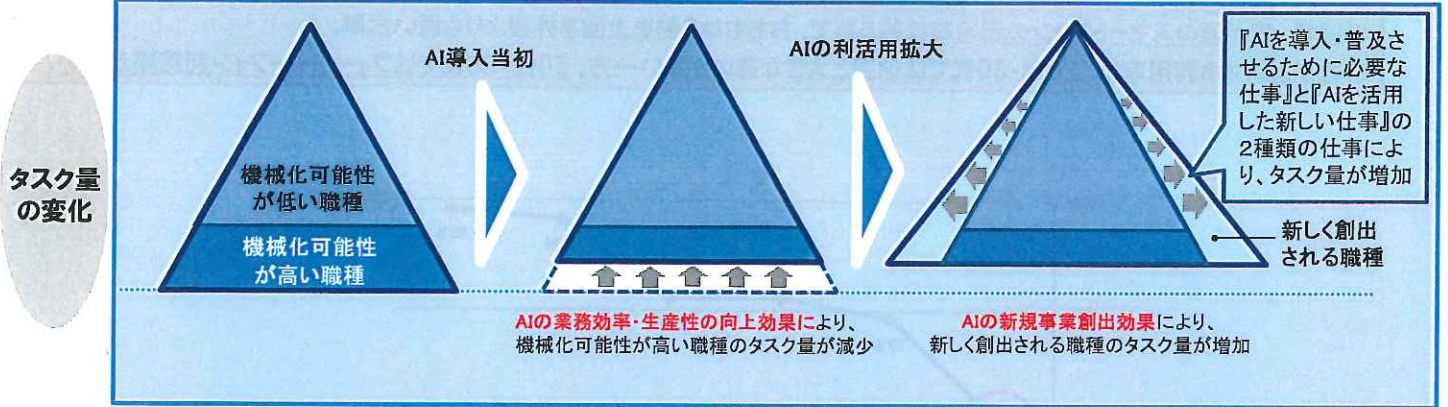 タスク量
の変化
機械化可能性
が低い職種
機械化可能性
が高い職種
AI導入当初
AIの業務効率・生産性の向上効果により、
機械化可能性が高い職種のタスク量が減少
AIの利活用拡大
『AIを導入・普及さ
せるために必要な
仕事』と『AIを活用
した新しい仕事』の
2種類の仕事によ
り、タスク量が増加
新しく創出
される職種
AIの新規事業創出効果により、
新しく創出される職種のタスク量が増加